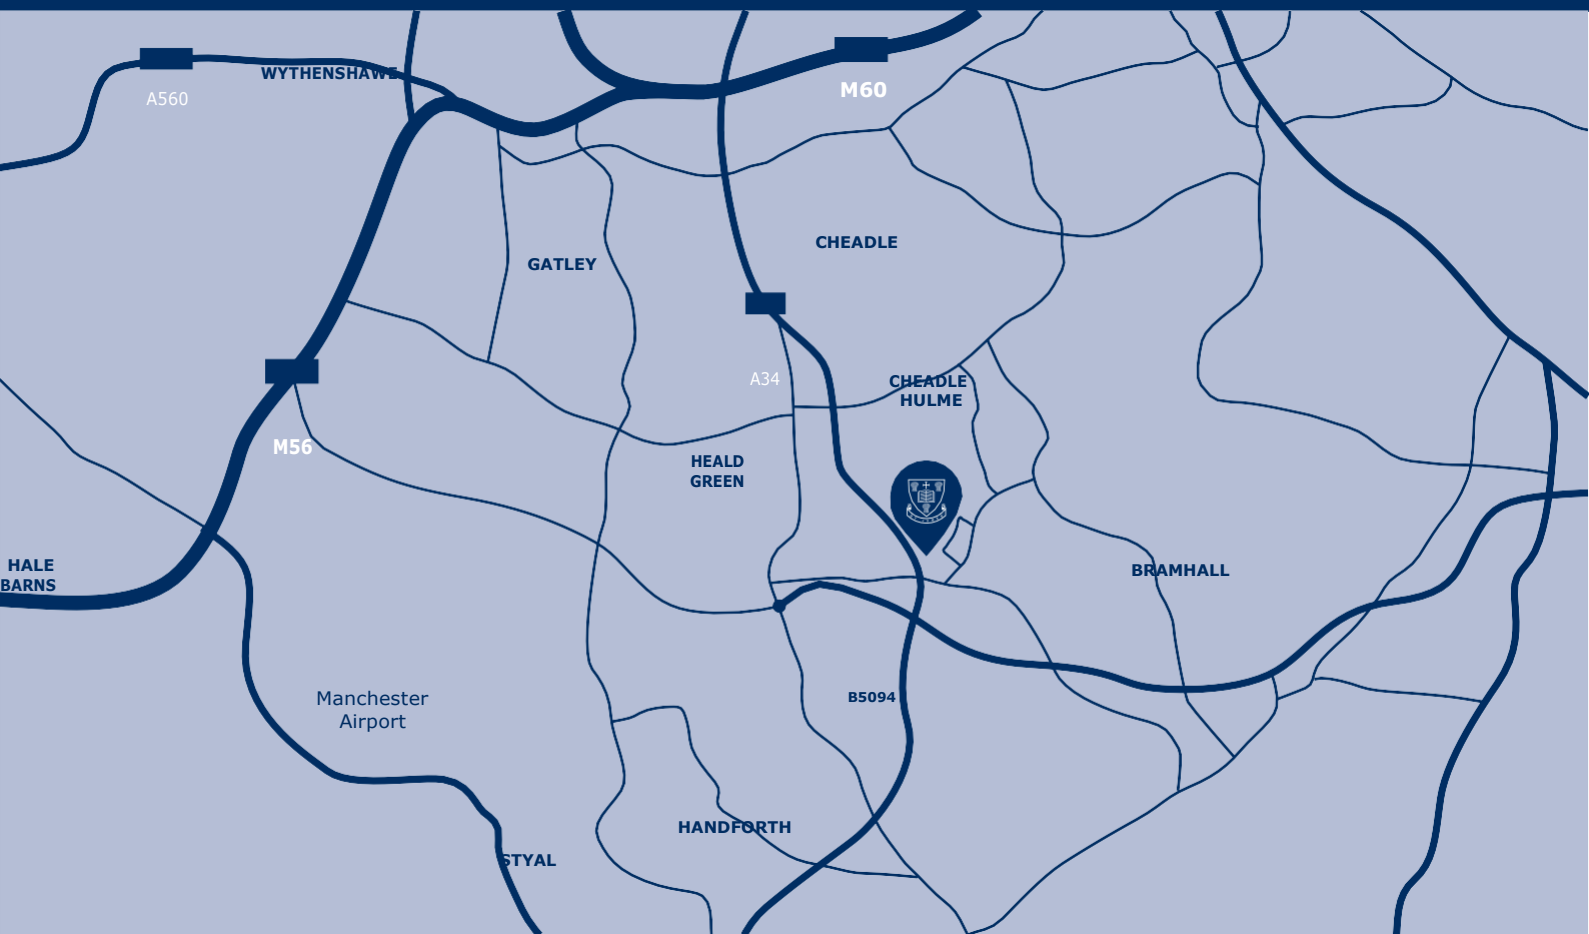 WYTHENSHAWE
A560
M60
CHEADLE
GATLEY
A34
CHEADLE
HULME
M56
HEALD
GREEN
HALE
BARNS
BRAMHALL
Manchester
Airport
B5094
HANDFORTH
STYAL